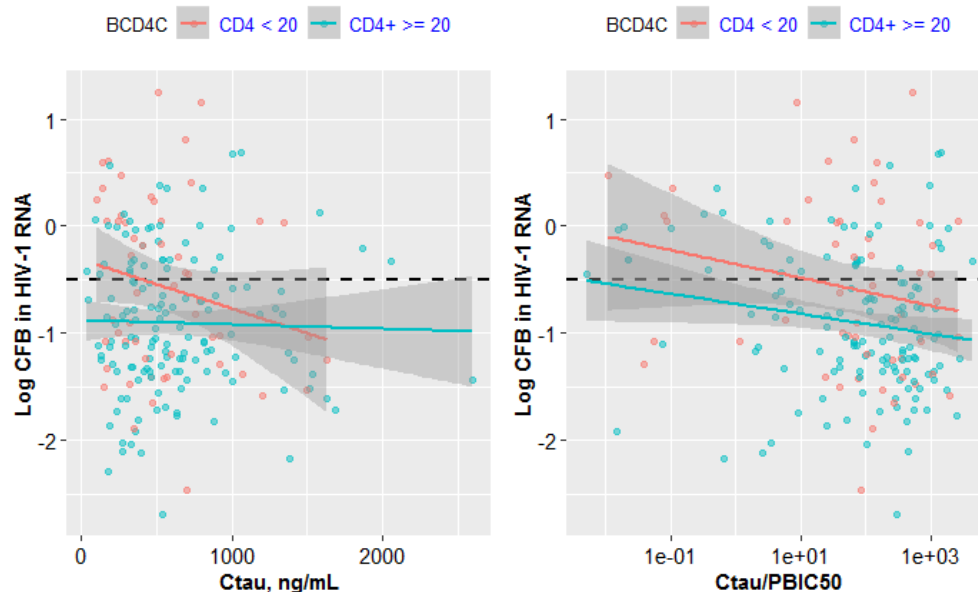 BCD4C CD4 < 20 CD4+ >= 20
BCD4C CD4 < 20 CD4+ >= 20
Log CFB in HIV-1 RNA
1
0
-1
-2
0 1000 2000
Ctau, ng/mL
Log CFB in HIV-1 RNA
1
0
-1
-2
1e-01 1e+01 1e+03
Ctau/PBIC50